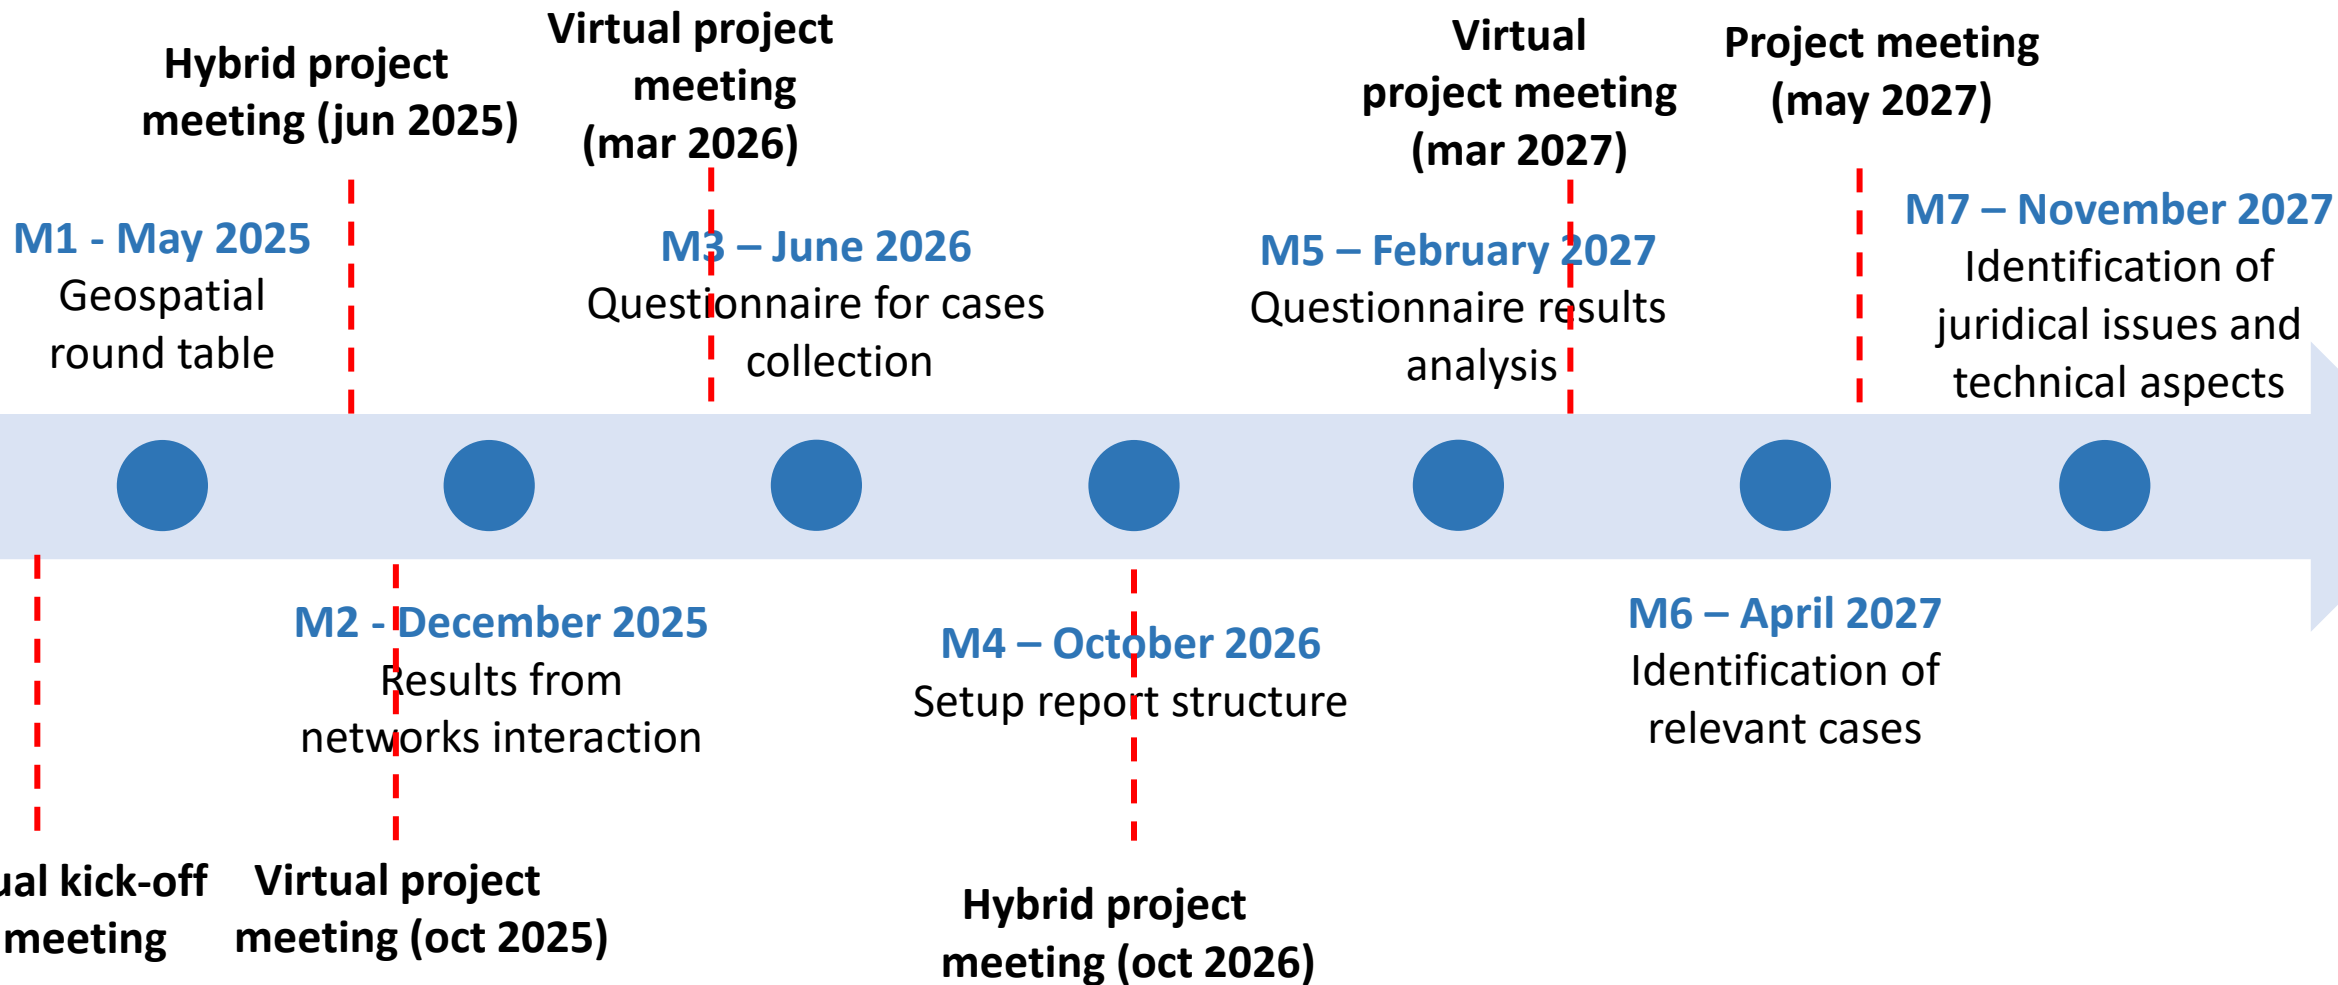 Hybrid project
meeting (jun 2025)
Virtual project
meeting
(mar 2026)
Virtual
project meeting
(mar 2027)
Project meeting
(may 2027)
M1 - May 2025
Geospatial
round table
M3 – June 2026
Questionnaire for cases
collection
M5 – February 2027
Questionnaire results
analysis
M7 – November 2027
Identification of
juridical issues and
technical aspects
M2 - December 2025
Results from
networks interaction
M4 – October 2026
Setup report structure
M6 – April 2027
Identification of
relevant cases
kick-off
meeting
Virtual project
meeting (oct 2025)
Hybrid project
meeting (oct 2026)